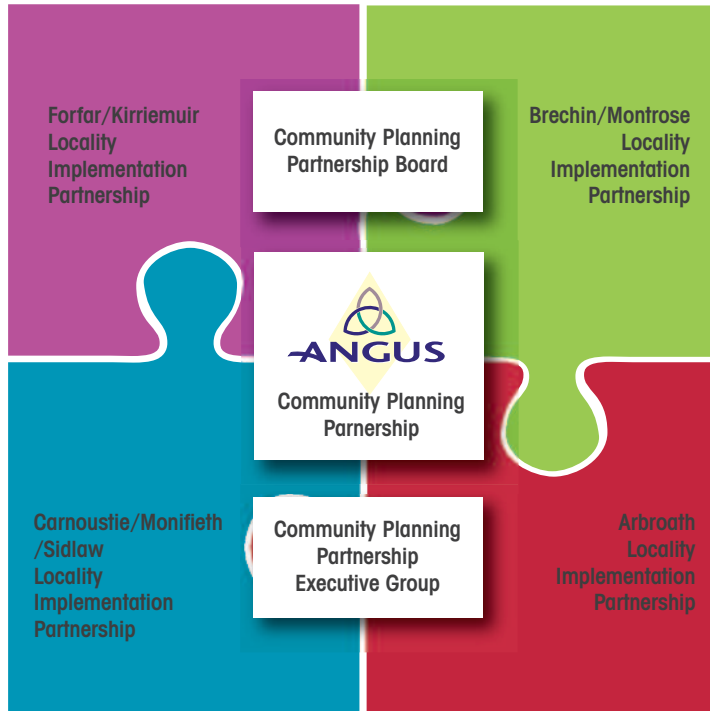 Forfar/Kirriemuir
Locality
Implementation
Partnership
Community Planning
Partnership Board
Brechin/Montrose
Locality
Implementation
Partnership
ANGUS
Community Planning
Parnership
Carnoustie/Monifieth
/Sidlaw
Locality
Implementation
Partnership
Community Planning
Partnership
Executive Group
Arbroath
Locality
Implementation
Partnership